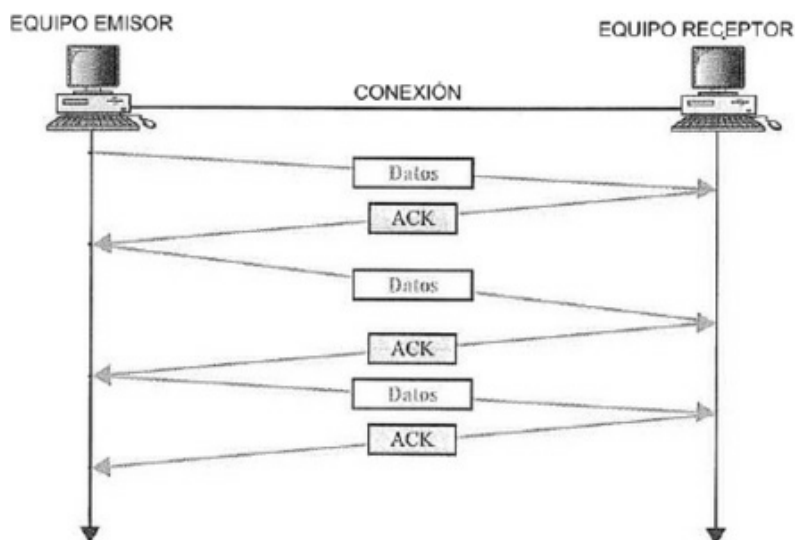 EQUIPO EMISOR
EQUIPO RECEPTOR
CONEXIÓN
Datos
ACK
Datos
ACK
Datos
ACK